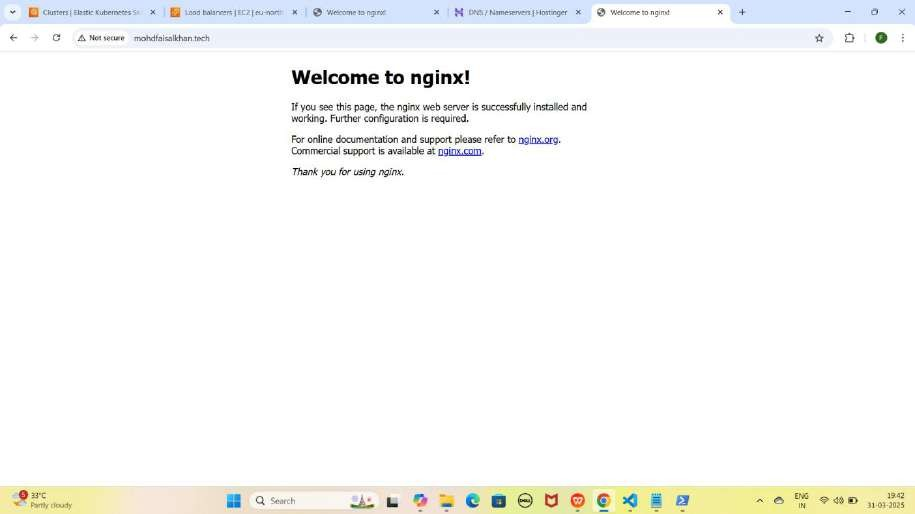 Clusters | Elastic Kubernetes Se
Load balancers | EC2 | eu-north
Welcome to nginx!
DNS / Nameservers | Hostinger
Welcome to nginx!
Not secure
mohdfaisalkhan.tech
F
Welcome to nginx!
If you see this page, the nginx web server is successfully installed and
working. Further configuration is required.
For online documentation and support please refer to nginx.org.
Commercial support is available at nginx.com.
Thank you for using nginx.
5
33°C
Partly cloudy
Search
DELL
ENG
IN
19:42
31-03-2025